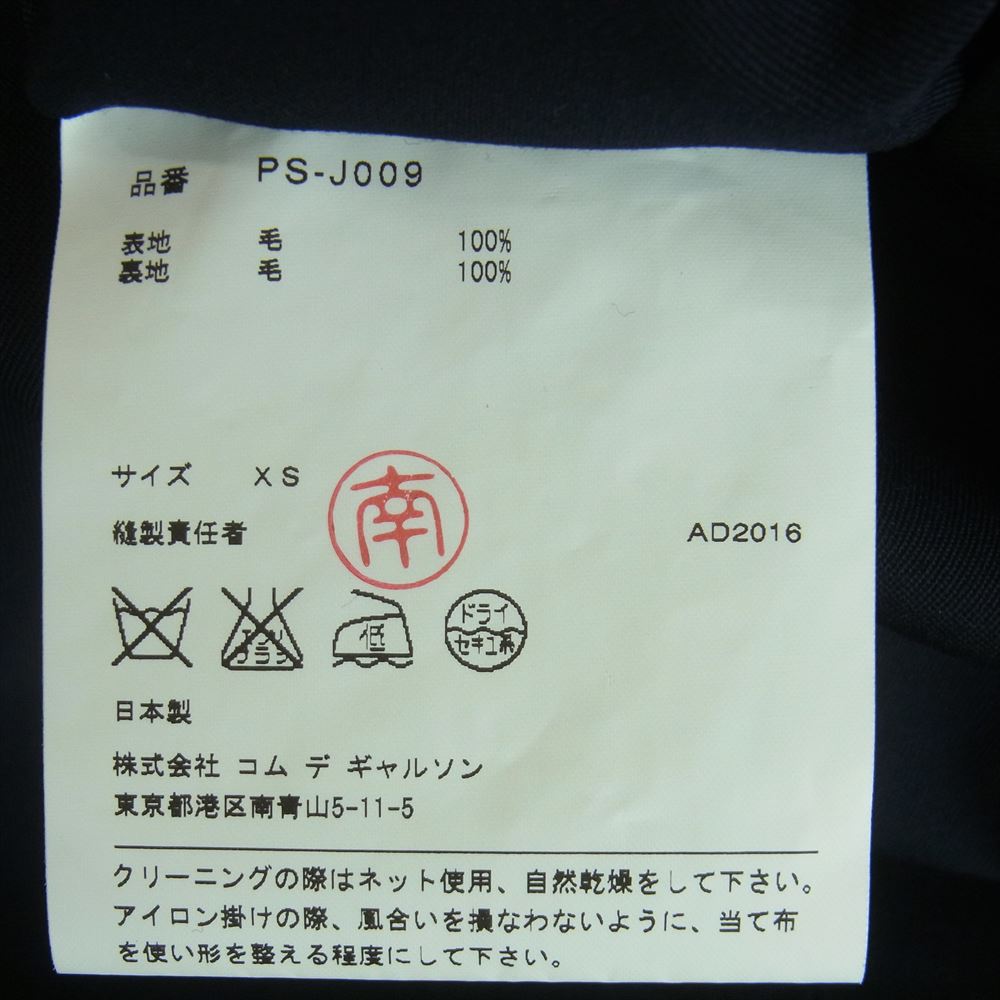 品番 PS-J009
表地 毛 100%
裏地 毛 100%
サイズ XS
南
縫製責任者 AD2016
エンソ
サラシ
低
ドライ
セキユ系
日本製
株式会社 コム デ ギャルソン
東京都港区南青山5-11-5
クリーニングの際はネット使用、自然乾燥をして下さい。
アイロン掛けの際、風合いを損なわないように、当て布
を使い形を整える程度にして下さい。